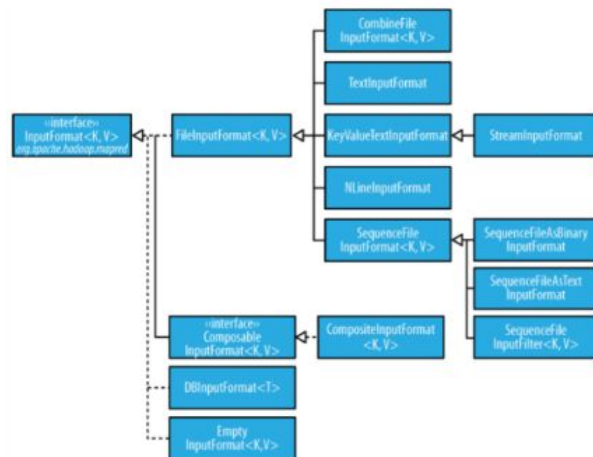 CombineFile
InputFormat<K, V>
TextInputFormat
«interface»
InputFormat<K, V>
org.apache.hadoop.mapred
FileInputFormat<K, V>
KeyValueTextInputFormat
StreamInputFormat
NLineInputFormat
SequenceFile
InputFormat<K, V>
SequenceFileAsBinary
InputFormat
SequenceFileAsText
InputFormat
«interface»
Composable
InputFormat<K, V>
CompositeInputFormat
<K, V>
SequenceFile
InputFilter<K, V>
DBInputFormat<T>
Empty
InputFormat<K,V>